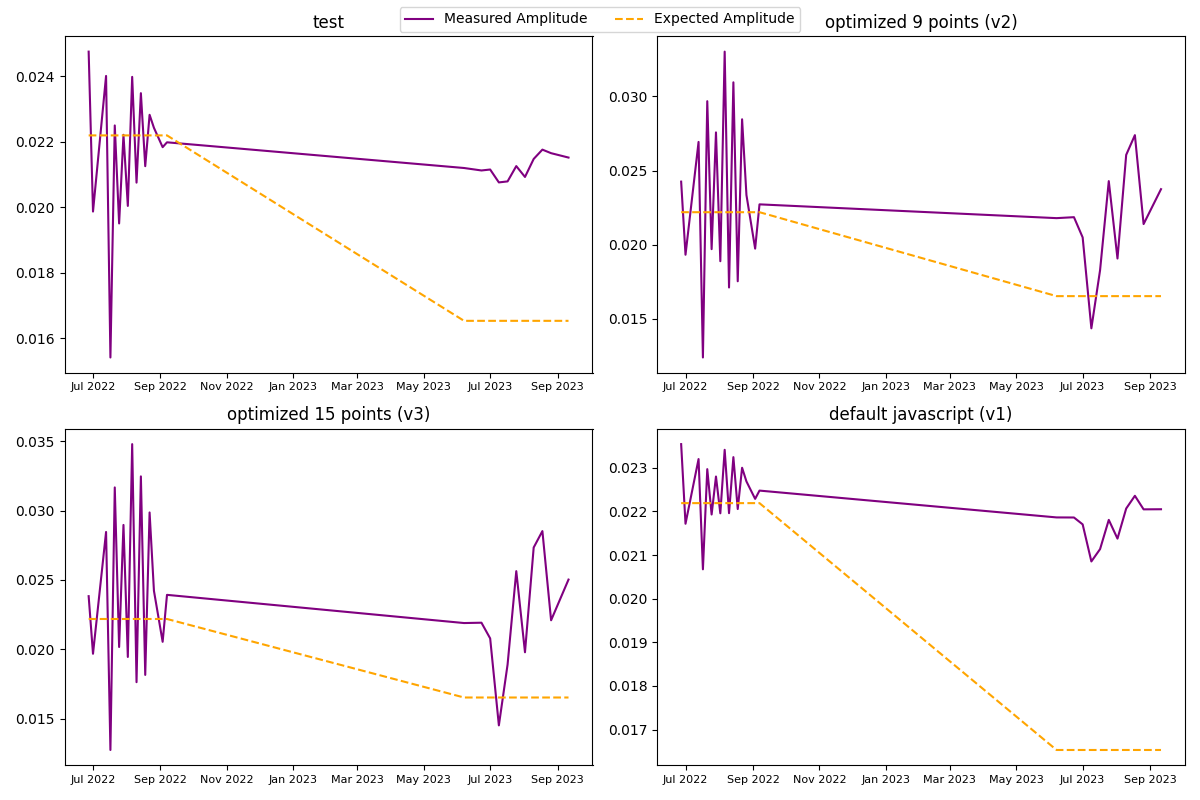 Measured Amplitude Expected Amplitude
test
0.024
0.022
0.020
0.018
0.016
Jul 2022 Sep 2022 Nov 2022 Jan 2023 Mar 2023 May 2023 Jul 2023 Sep 2023
optimized 9 points (v2)
0.030
0.025
0.020
0.015
Jul 2022 Sep 2022 Nov 2022 Jan 2023 Mar 2023 May 2023 Jul 2023 Sep 2023
optimized 15 points (v3)
0.035
0.030
0.025
0.020
0.015
Jul 2022 Sep 2022 Nov 2022 Jan 2023 Mar 2023 May 2023 Jul 2023 Sep 2023
default javascript (v1)
0.023
0.022
0.021
0.020
0.019
0.018
0.017
Jul 2022 Sep 2022 Nov 2022 Jan 2023 Mar 2023 May 2023 Jul 2023 Sep 2023